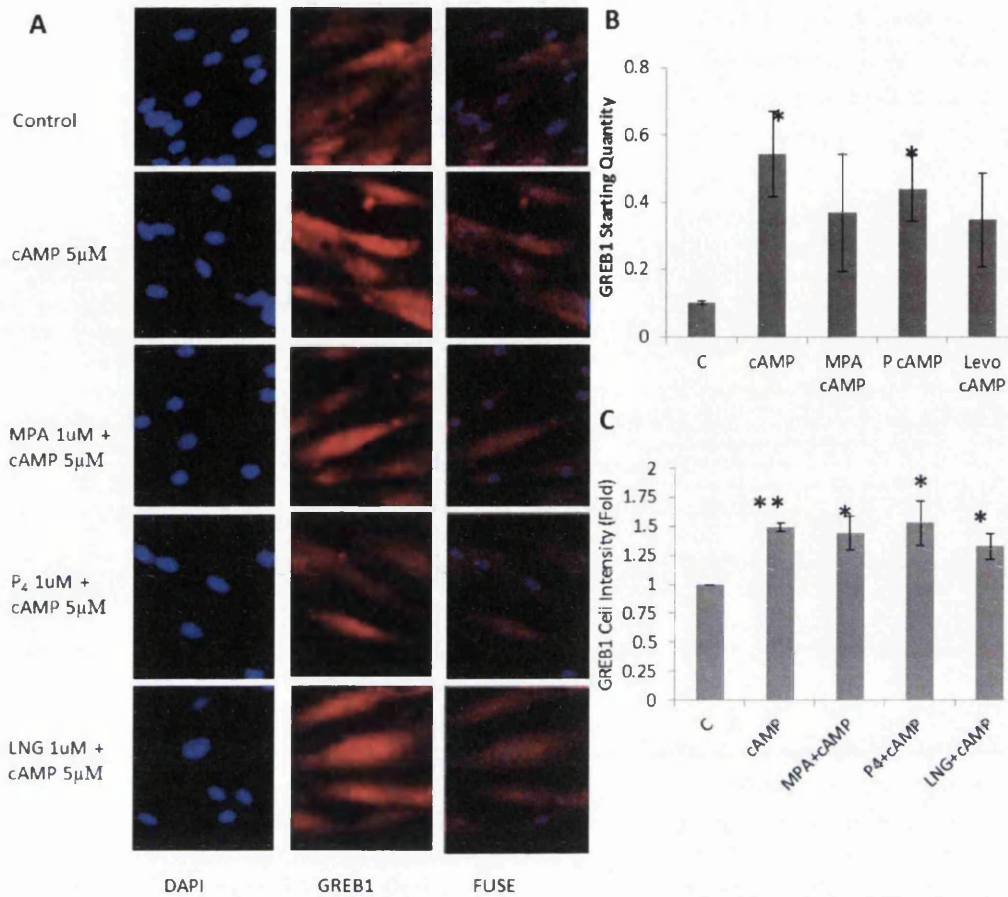 A
Control
cAMP 5µM
MPA 1uM +
cAMP 5µM
P₄ 1uM +
cAMP 5µM
LNG 1uM +
cAMP 5µM
DAPI GREB1 FUSE
B
GREB1 Starting Quantity
0.8
0.6
0.4
0.2
0
*
*
C cAMP MPA P cAMP Levo
cAMP cAMP
C
GREB1 Cell Intensity (Fold)
2
1.75
1.5
1.25
1
0.75
0.5
0.25
0
**
*
*
*
C
cAMP
MPA+cAMP
P4+cAMP
LNG+cAMP